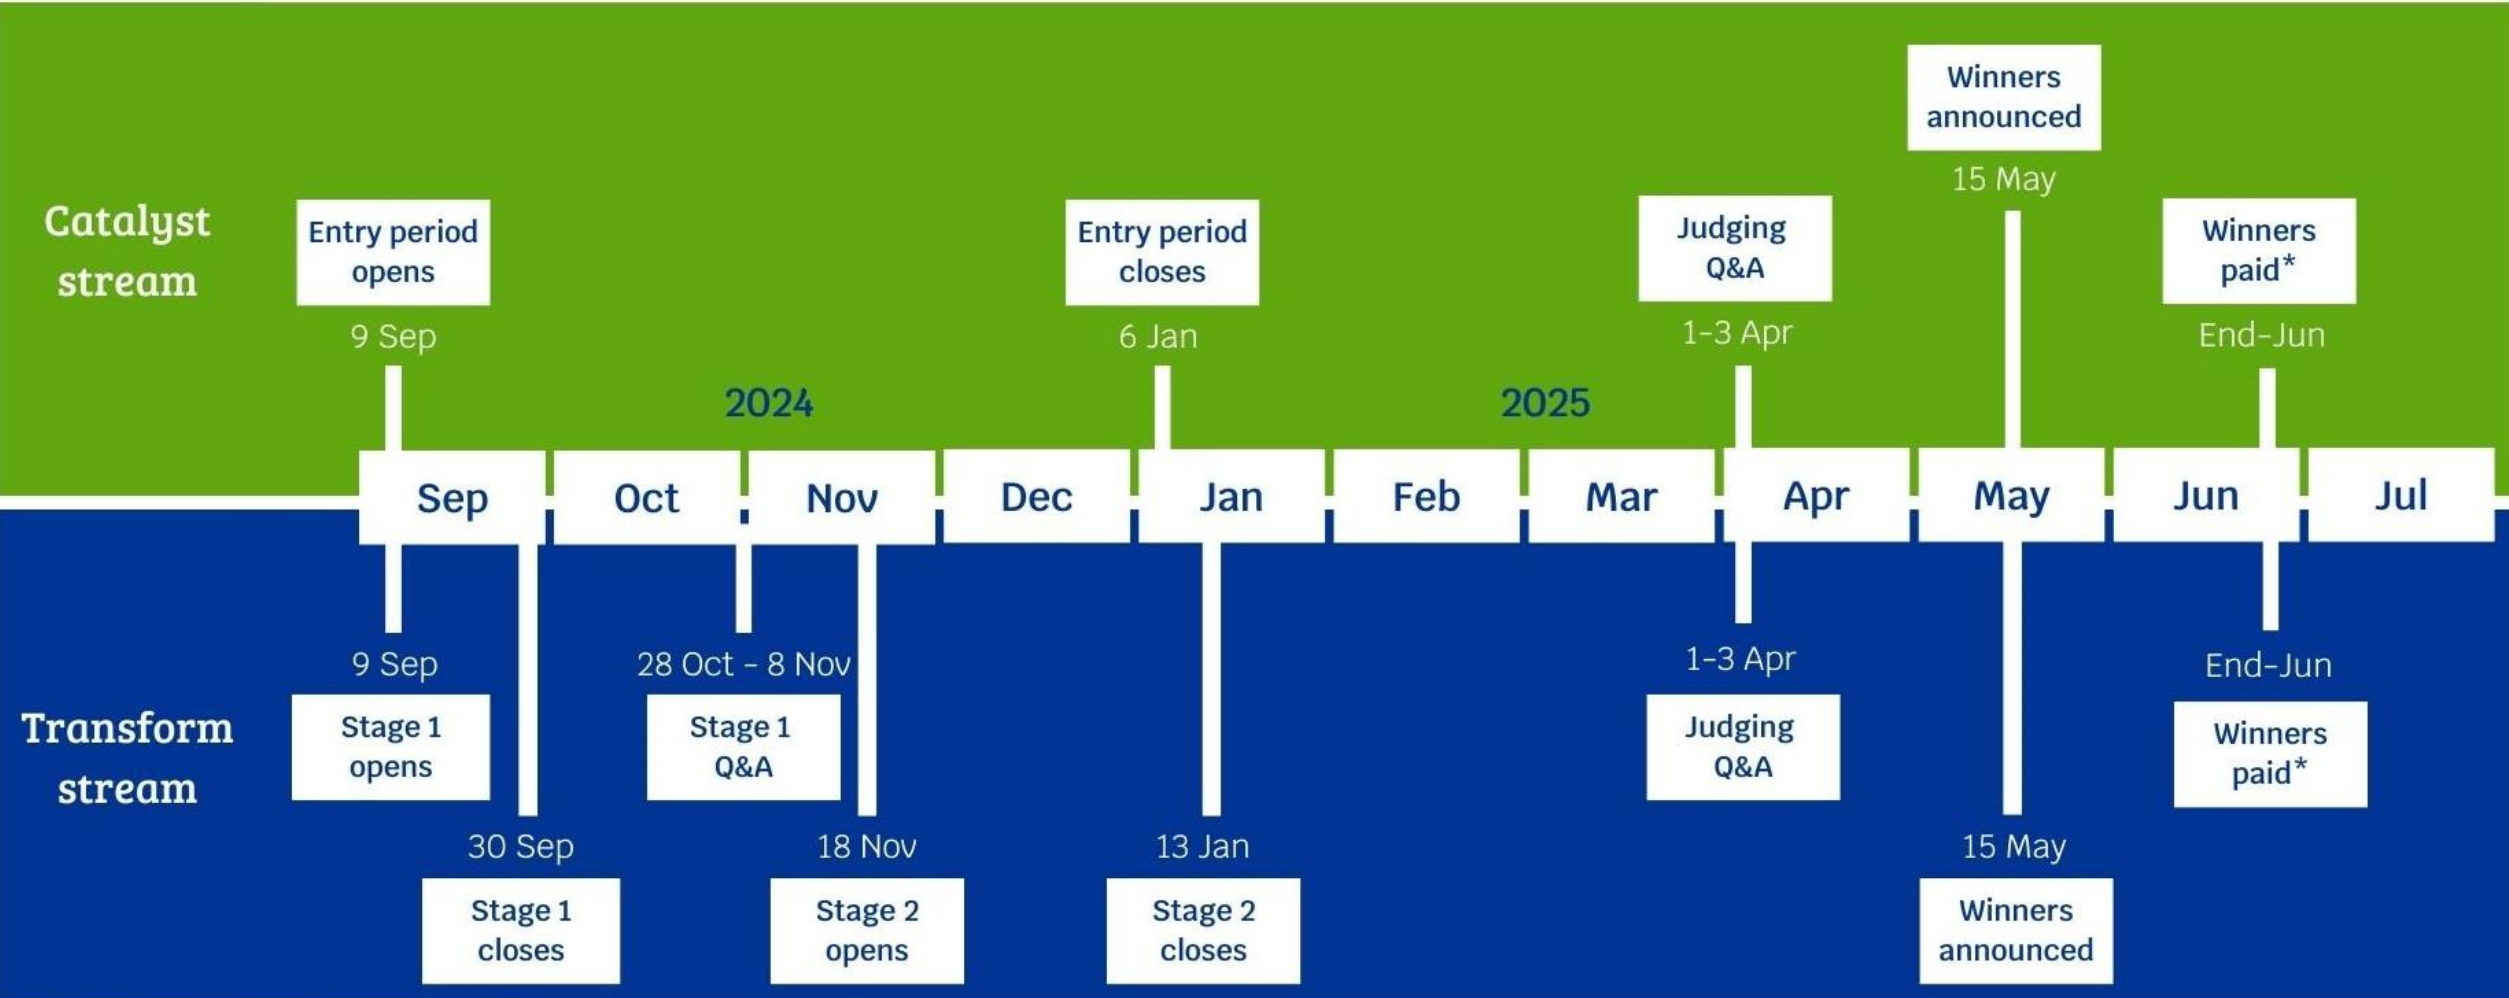 Winners
announced
15 May
Catalyst
stream
Entry period
opens
9 Sep
Entry period
closes
6 Jan
Judging
Q&A
1-3 Apr
Winners
paid*
End-Jun
2024
2025
Sep
Oct
Nov
Dec
Jan
Feb
Mar
Apr
May
Jun
Jul
Transform
stream
9 Sep
Stage 1
opens
30 Sep
Stage 1
closes
28 Oct - 8 Nov
Stage 1
Q&A
18 Nov
Stage 2
opens
13 Jan
Stage 2
closes
1-3 Apr
Judging
Q&A
15 May
Winners
announced
End-Jun
Winners
paid*